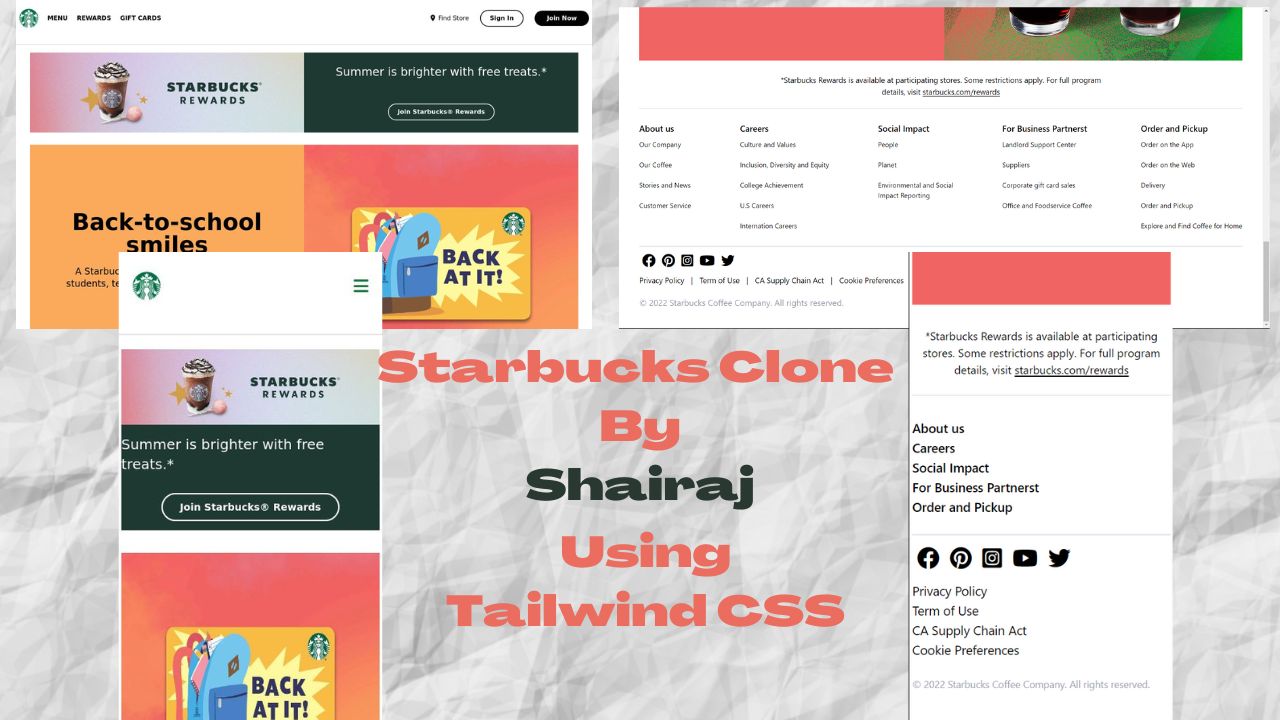 MENU REWARDS GIFT CARDS
Find Store Sign In Join Now
STARBUCKS®
REWARDS
Summer is brighter with free treats.*
Join Starbucks® Rewards
Back-to-school
smiles
A Starbuc
students, te
BACK
AT IT!
*Starbucks Rewards is available at participating stores. Some restrictions apply. For full program
details, visit starbucks.com/rewards
About us
Our Company
Our Coffee
Stories and News
Customer Service
Careers
Culture and Values
Inclusion, Diversity and Equity
College Achievement
U.S Careers
Internation Careers
Social Impact
People
Planet
Environmental and Social
Impact Reporting
For Business Partnerst
Landlord Support Center
Suppliers
Corporate gift card sales
Office and Foodservice Coffee
Order and Pickup
Order on the App
Order on the Web
Delivery
Order and Pickup
Explore and Find Coffee for Home
Privacy Policy | Term of Use | CA Supply Chain Act | Cookie Preferences
© 2022 Starbucks Coffee Company. All rights reserved.
STARBUCKS®
REWARDS
Summer is brighter with free
treats.*
Join Starbucks® Rewards
BACK
AT IT!
Starbucks Clone
By
Shairaj
Using
Tailwind CSS
*Starbucks Rewards is available at participating
stores. Some restrictions apply. For full program
details, visit starbucks.com/rewards
About us
Careers
Social Impact
For Business Partnerst
Order and Pickup
Privacy Policy
Term of Use
CA Supply Chain Act
Cookie Preferences
© 2022 Starbucks Coffee Company. All rights reserved.